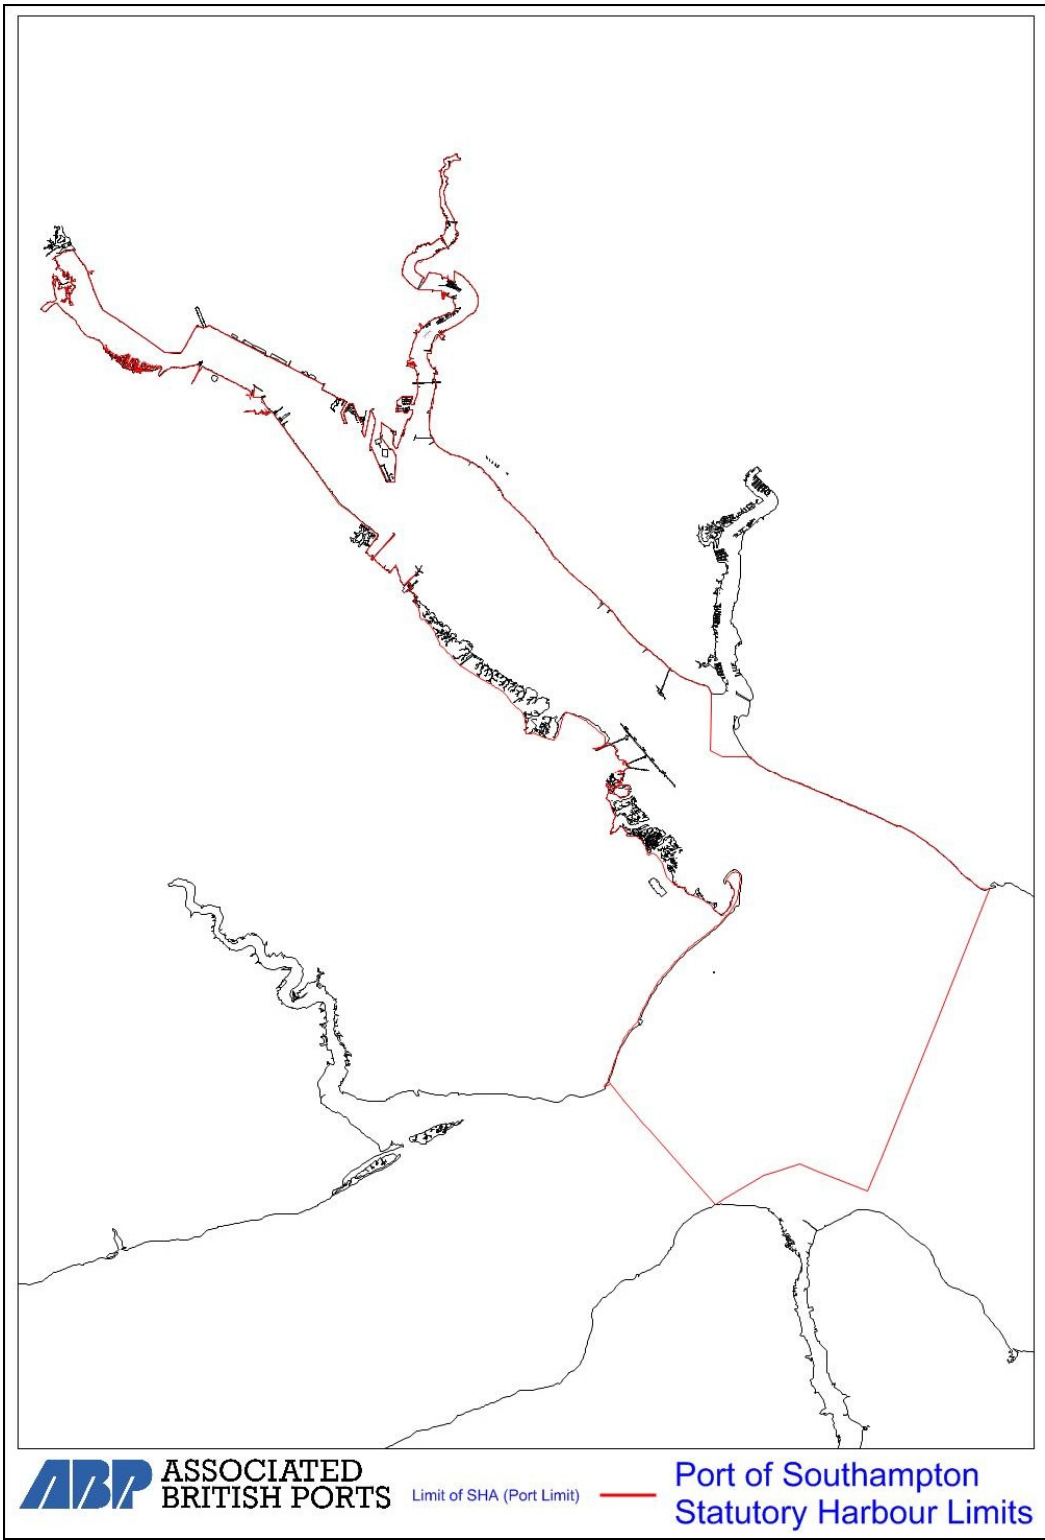 ABP ASSOCIATED
BRITISH PORTS
Limit of SHA (Port Limit)
Port of Southampton
Statutory Harbour Limits